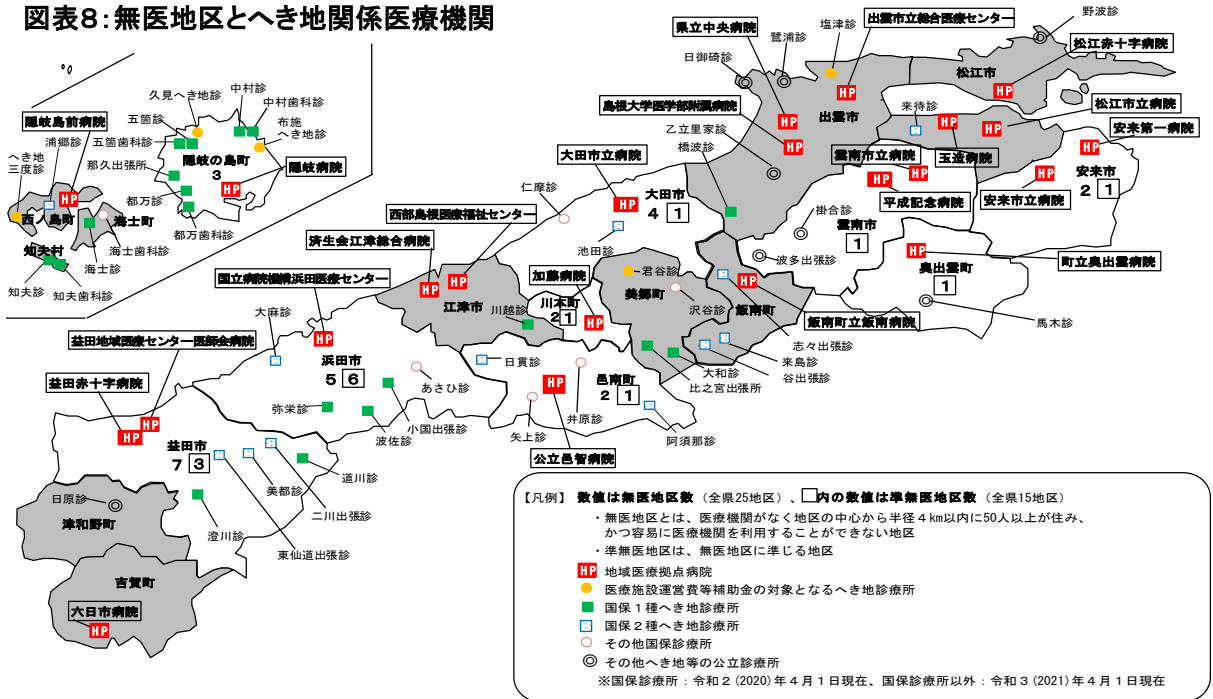 図表8：無医地区とへき地関係医療機関
隠岐島前病院
浦郷診
へき地
三度診
西ノ島町
HP
海士町
海士歯科診
海士診
知夫村
知夫診
知夫歯科診
久見へき地診
中村診
中村歯科診
五箇診
五箇歯科診
布施
へき地診
那久出張所
隠岐の島町
3
隠岐病院
HP
都万診
都万歯科診
県立中央病院
鷺浦診
塩津診
出雲市立総合医療センター
野波診
松江赤十字病院
日御碕診
松江市
HP
HP
HP
島根大学医学部附属病院
出雲市
来待診
松江市立病院
HP
HP
HP
乙立里家診
安来第一病院
橋波診
雲南市立病院
玉造病院
HP
大田市立病院
HP
HP
HP
安来市
2 1
平成記念病院
安来市立病院
大田市
4 1
HP
仁摩診
掛合診
雲南市
1
池田診
波多出張診
HP
奥出雲町
1
町立奥出雲病院
西部島根医療福祉センター
済生会江津総合病院
国立病院機構浜田医療センター
加藤病院
君谷診
美郷町
HP
HP
HP
江津市
川本町
2 1
HP
沢谷診
飯南町
飯南町立飯南病院
馬木診
川越診
大麻診
HP
志々出張診
益田地域医療センター医師会病院
浜田市
5 6
日貫診
来島診
大和診
谷出張診
比之宮出張所
益田赤十字病院
あさひ診
邑南町
2 1
HP
弥栄診
小国出張診
井原診
波佐診
矢上診
阿須那診
HP
HP
益田市
7 3
公立邑智病院
道川診
美都診
二川出張診
日原診
津和野町
澄川診
東仙道出張診
吉賀町
六日市病院
HP
【凡例】 数値は無医地区数（全県25地区）、□内の数値は準無医地区数（全県15地区）
・無医地区とは、医療機関がなく地区の中心から半径４km以内に50人以上が住み、
かつ容易に医療機関を利用することができない地区
・準無医地区は、無医地区に準じる地区
HP 地域医療拠点病院
医療施設運営費等補助金の対象となるへき地診療所
国保１種へき地診療所
国保２種へき地診療所
その他国保診療所
その他へき地等の公立診療所
※国保診療所：令和２(2020)年４月１日現在、国保診療所以外：令和３(2021)年４月１日現在